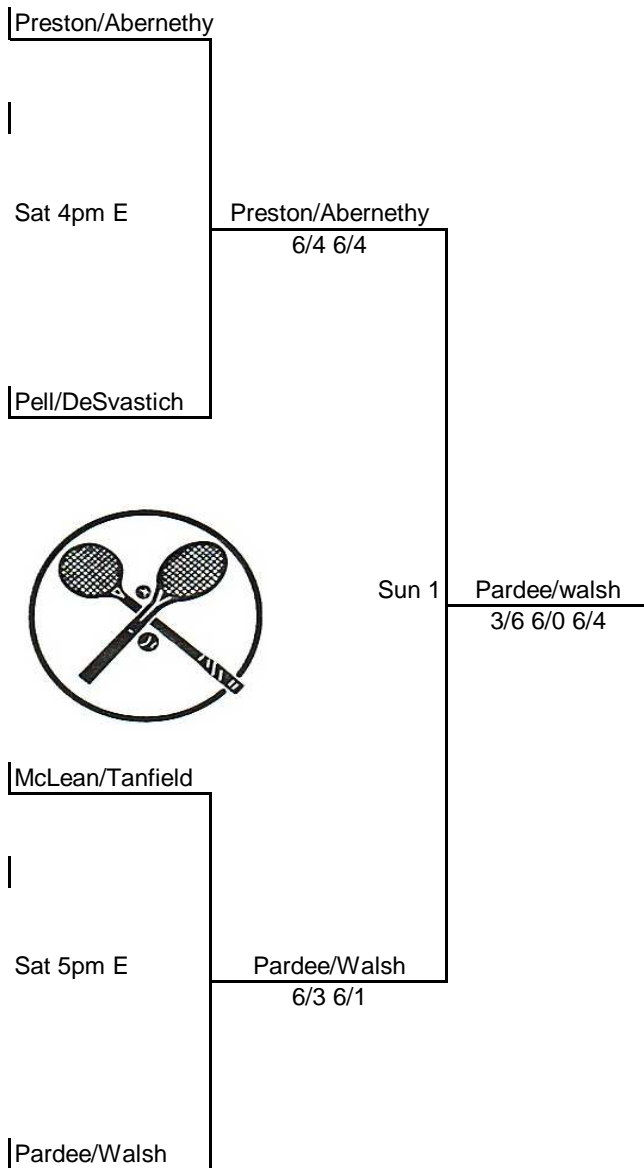 Preston/Abernethy
Sat 4pm E
Preston/Abernethy
6/4 6/4
Pell/DeSvastich
Sun 1
Pardee/walsh
3/6 6/0 6/4
McLean/Tanfield
Sat 5pm E
Pardee/Walsh
6/3 6/1
Pardee/Walsh